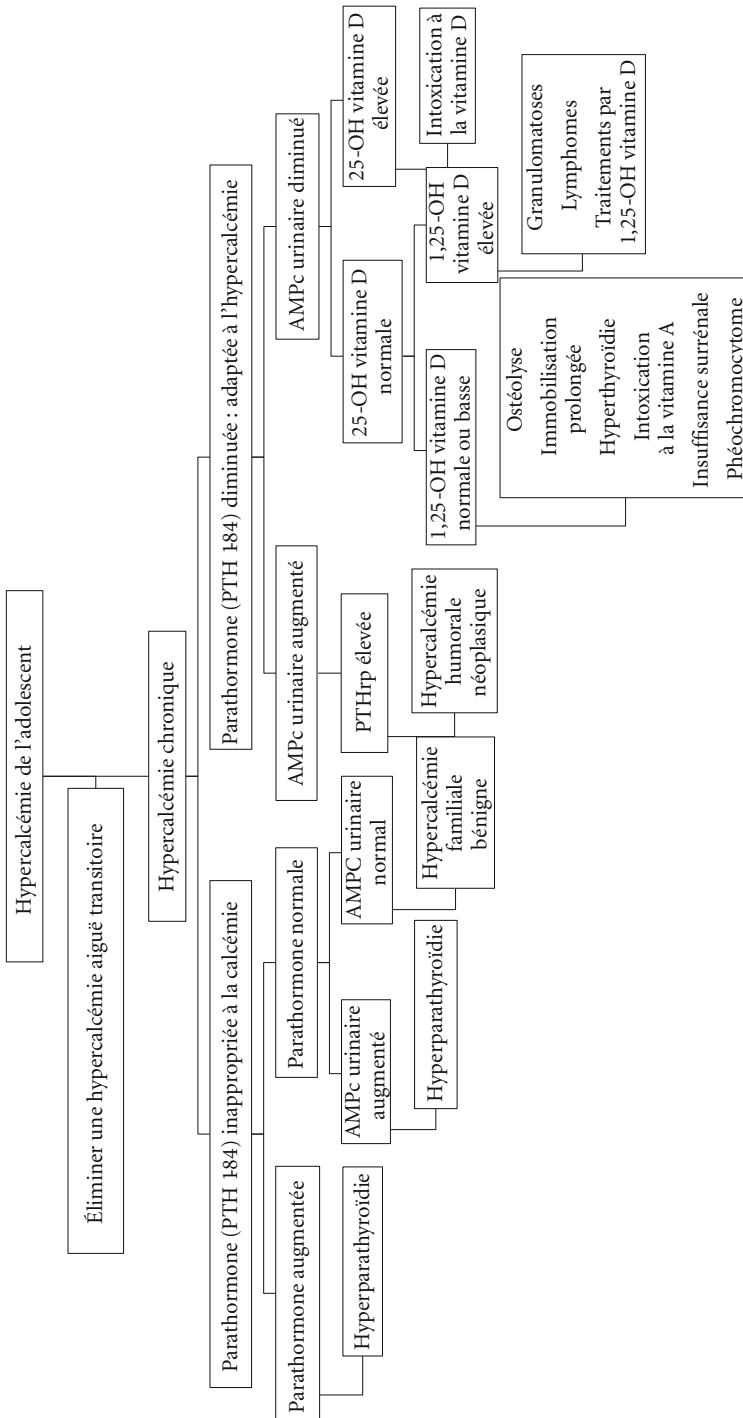 Hypercalcémie de l'adolescent
Éliminer une hypercalcémie aiguë transitoire
Hypercalcémie chronique
Parathormone (PTH 1-84) inappropriée à la calcémie
Parathormone (PTH 1-84) diminuée : adaptée à l'hypercalcémie
Parathormone augmentée
Parathormone normale
AMPc urinaire augmenté
AMPc urinaire diminué
Hyperparathyroïdie
AMPc urinaire
augmenté
AMPC urinaire
normal
PTHrp élevée
25-OH vitamine D
normale
25-OH vitamine D
élevée
Hyperparathyroïdie
Hypercalcémie
familiale
bénigne
Hypercalcémie
humorale
néoplasique
1,25-OH vitamine D
normale ou basse
1,25-OH
vitamine D
élevée
Intoxication à
la vitamine D
Ostéolyse
Immobilisation
prolongée
Hyperthyroïdie
Intoxication
à la vitamine A
Insuffisance surrénale
Phéochromocytome
Granulomatoses
Lymphomes
Traitements par
1,25-OH vitamine D